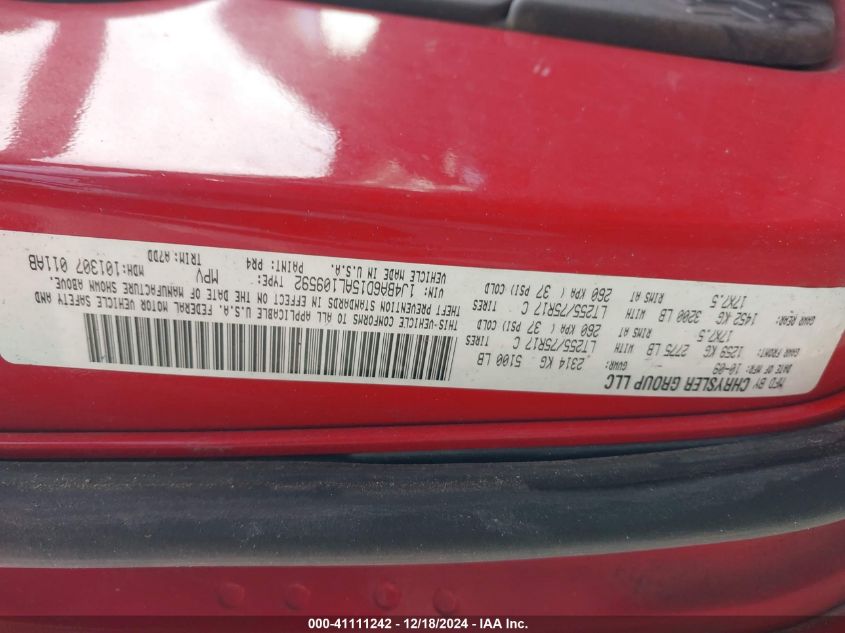 MFD BY CHRYSLER GROUP LLC
DATE OF MFR: 10-09 GVWR: 2314 KG 5100 LB
GAWR FRONT: 1259 KG 2775 LB WITH LT255/75R17 C TIRES
17X7.5 RIMS AT 260 KPA ( 37 PSI) COLD
GAWR REAR: 1452 KG 3200 LB WITH LT255/75R17 C TIRES
17X7.5 RIMS AT 260 KPA ( 37 PSI) COLD
THIS VEHICLE CONFORMS TO ALL APPLICABLE U.S.A. FEDERAL MOTOR VEHICLE SAFETY AND
THEFT PREVENTION STANDARDS IN EFFECT ON THE DATE OF MANUFACTURE SHOWN ABOVE.
VIN: 1J4BA6D15AL109592 TYPE: MPV MDH:101307 011AB
VEHICLE MADE IN U.S.A. PAINT: PR4 TRIM:A7DD
000-41111242 - 12/18/2024 - IAA Inc.